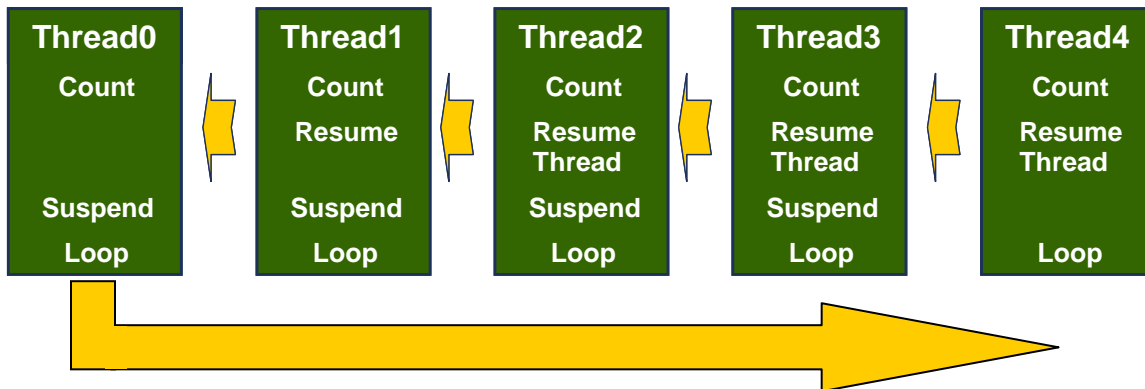 Thread0
Count
Suspend
Loop
Thread1
Count
Resume
Suspend
Loop
Thread2
Count
Resume
Thread
Suspend
Loop
Thread3
Count
Resume
Thread
Suspend
Loop
Thread4
Count
Resume
Thread
Loop